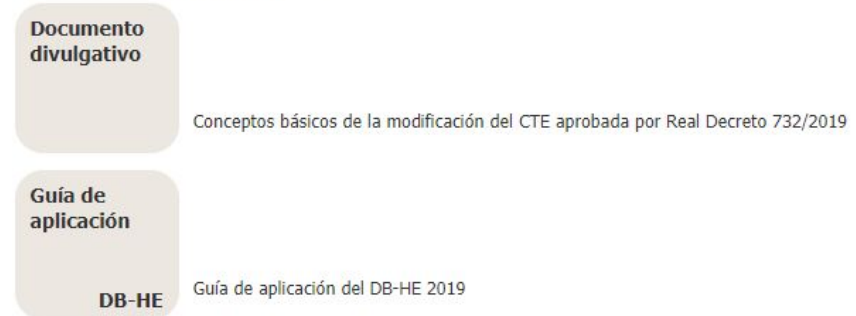 Documento
divulgativo
Conceptos básicos de la modificación del CTE aprobada por Real Decreto 732/2019
Guía de
aplicación
DB-HE
Guía de aplicación del DB-HE 2019